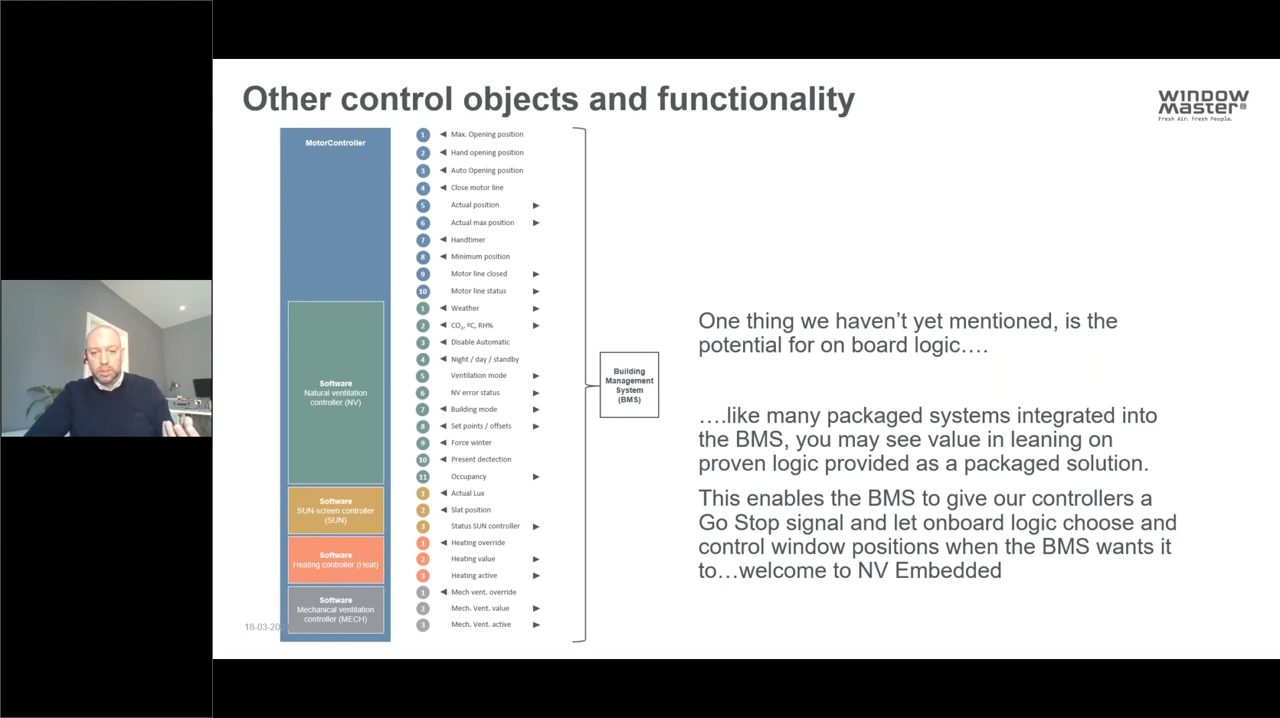 Other control objects and functionality
WINDOW
MASTER®
Fresh Air. Fresh People.
MotorController
1 ◄ Max. Opening position
2 ◄ Hand opening position
3 ◄ Auto Opening position
4 ◄ Close motor line
5 Actual position ►
6 Actual max position ►
7 ◄ Handtimer
8 ◄ Minimum position
9 Motor line closed ►
10 Motor line status ►
Software
Natural ventilation
controller (NV)
1 ◄ Weather ►
2 ◄ CO₂, ºC, RH% ►
3 ◄ Disable Automatic
4 ◄ Night / day / standby
5 Ventilation mode ►
6 NV error status ►
7 ◄ Building mode ►
8 ◄ Set points / offsets ►
9 ◄ Force winter
10 ◄ Present dectection
11 Occupancy ►
Software
SUN-screen controller
(SUN)
1 ◄ Actual Lux
2 ◄ Slat position
3 Status SUN controller ►
Software
Heating controller (Heat)
1 ◄ Heating override
2 Heating value ►
3 Heating active ►
Software
Mechanical ventilation
controller (MECH)
1 ◄ Mech vent. override
2 Mech. Vent. value ►
3 Mech. Vent. active ►
Building
Management
System
(BMS)
One thing we haven’t yet mentioned, is the
potential for on board logic….
….like many packaged systems integrated into
the BMS, you may see value in leaning on
proven logic provided as a packaged solution.
This enables the BMS to give our controllers a
Go Stop signal and let onboard logic choose and
control window positions when the BMS wants it
to…welcome to NV Embedded
18-03-20